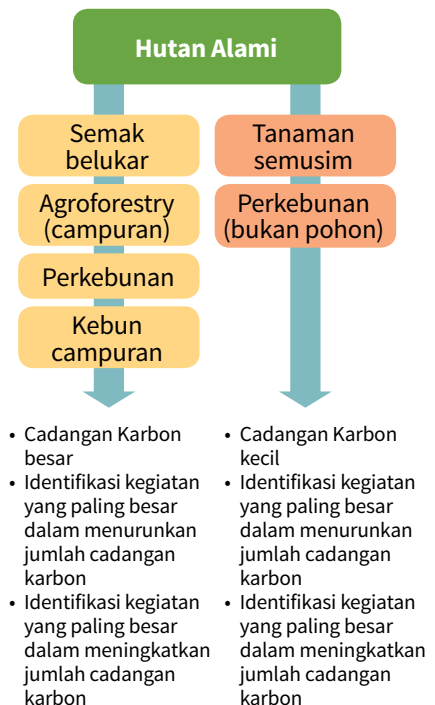 Hutan Alami
Semak
belukar
Agroforestry
(campuran)
Perkebunan
Kebun
campuran
Tanaman
semusim
Perkebunan
(bukan pohon)
• Cadangan Karbon
besar
• Identifikasi kegiatan
yang paling besar
dalam menurunkan
jumlah cadangan
karbon
• Identifikasi kegiatan
yang paling besar
dalam meningkatkan
jumlah cadangan
karbon
• Cadangan Karbon
kecil
• Identifikasi kegiatan
yang paling besar
dalam menurunkan
jumlah cadangan
karbon
• Identifikasi kegiatan
yang paling besar
dalam meningkatkan
jumlah cadangan
karbon